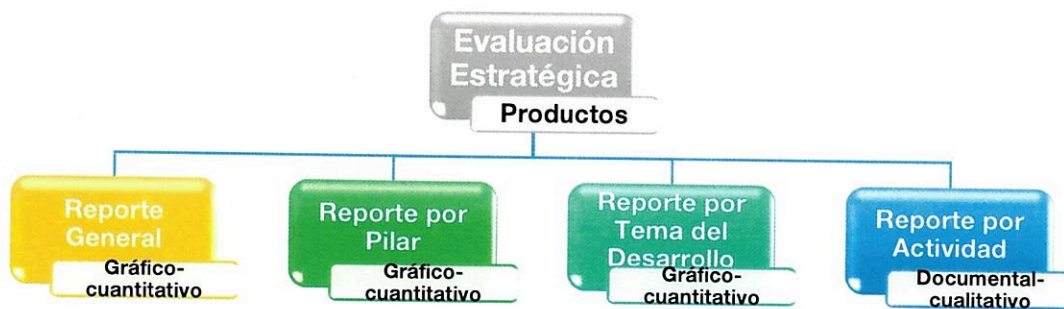 Evaluación
Estratégica
Productos
Reporte
General
Gráfico-
cuantitativo
Reporte por
Pilar
Gráfico-
cuantitativo
Reporte por
Tema del
Desarrollo
Gráfico-
cuantitativo
Reporte por
Actividad
Documental-
cualitativo